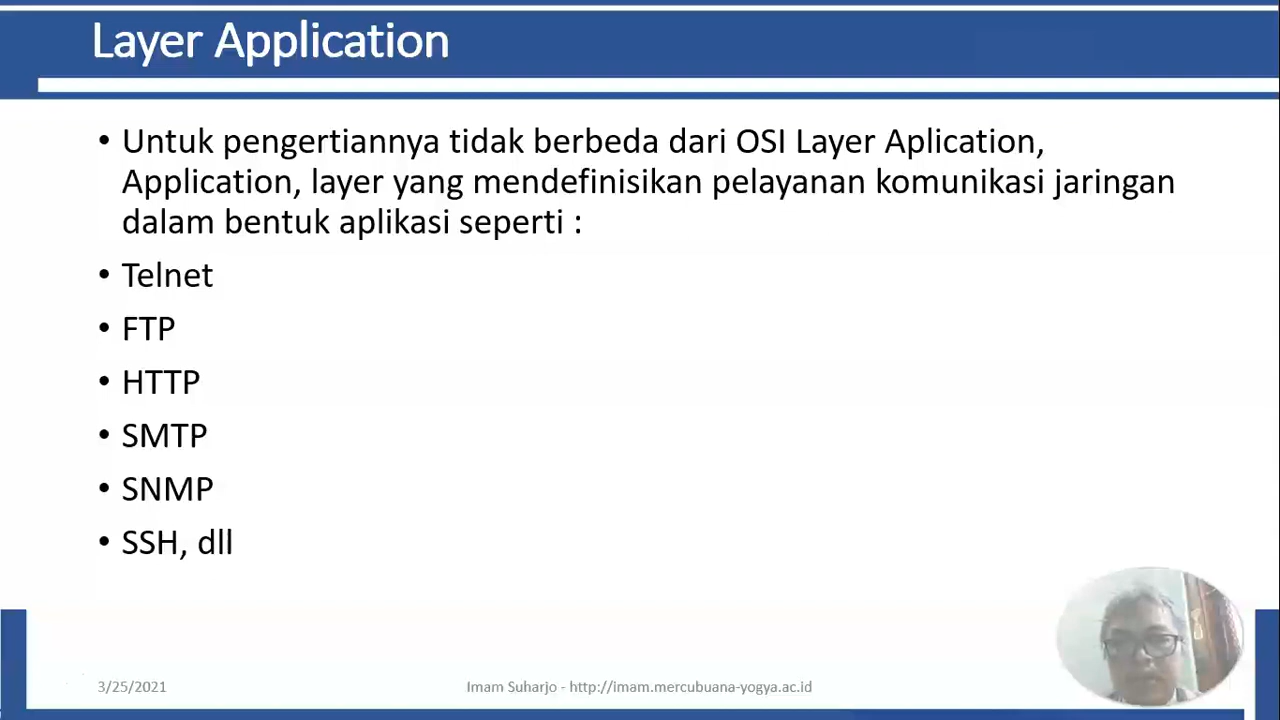 Layer Application
• Untuk pengertiannya tidak berbeda dari OSI Layer Aplication,
Application, layer yang mendefinisikan pelayanan komunikasi jaringan
dalam bentuk aplikasi seperti :
• Telnet
• FTP
• HTTP
• SMTP
• SNMP
• SSH, dll
3/25/2021
Imam Suharjo - http://imam.mercubuana-yogya.ac.id